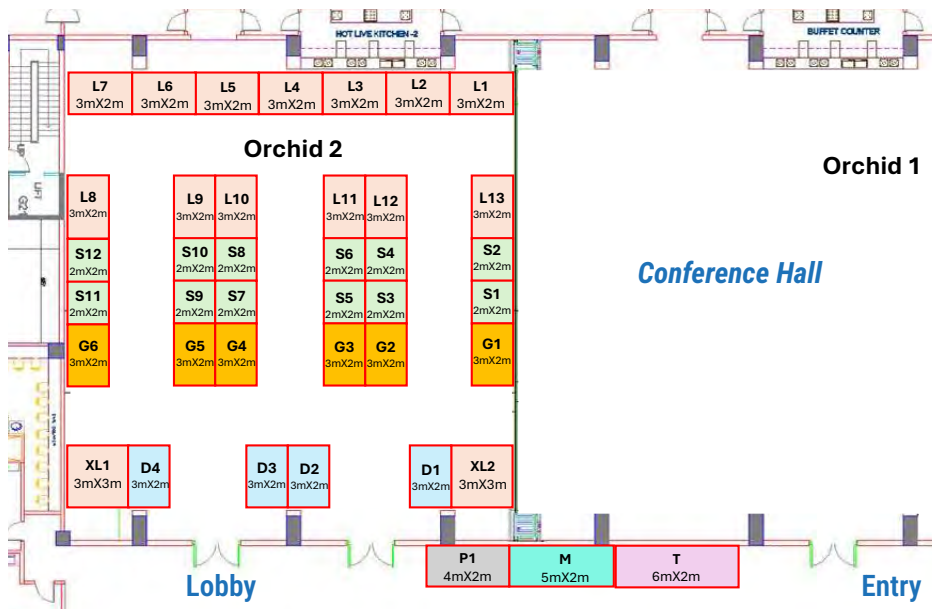 HOT LIVE KITCHEN -2
BUFFET COUNTER
L7
3mX2m
L6
3mX2m
L5
3mX2m
L4
3mX2m
L3
3mX2m
L2
3mX2m
L1
3mX2m
Orchid 2
Orchid 1
UP
LIFT
L8
3mX2m
L9
3mX2m
L10
3mX2m
L11
3mX2m
L12
3mX2m
L13
3mX2m
S12
2mX2m
S10
2mX2m
S8
2mX2m
S6
2mX2m
S4
2mX2m
S2
2mX2m
Conference Hall
S11
2mX2m
S9
2mX2m
S7
2mX2m
S5
2mX2m
S3
2mX2m
S1
2mX2m
G6
3mX2m
G5
3mX2m
G4
3mX2m
G3
3mX2m
G2
3mX2m
G1
3mX2m
XL1
3mX3m
D4
3mX2m
D3
3mX2m
D2
3mX2m
D1
3mX2m
XL2
3mX3m
P1
4mX2m
M
5mX2m
T
6mX2m
Lobby
Entry